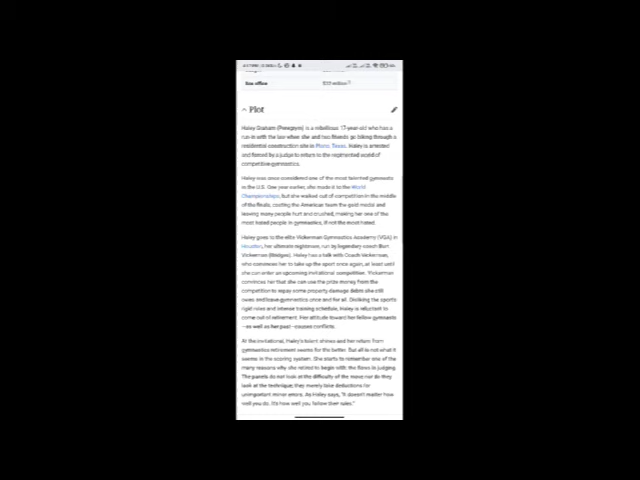 Box office
$33 million
Plot
Haley Graham (Peregrym) is a rebellious 17-year-old who has a
run-in with the law when she and two friends go biking through a
residential construction site in Plano, Texas. Haley is arrested
and forced by a judge to return to the regimented world of
competitive gymnastics.
Haley was once considered one of the most talented gymnasts
in the U.S. One year earlier, she made it to the World
Championships, but she walked out of competition in the middle
of the finals, costing the American team the gold medal and
leaving many people hurt and crushed, making her one of the
most hated people in gymnastics, if not the most hated.
Haley goes to the elite Vickerman Gymnastics Academy (VGA) in
Houston, her ultimate nightmare, run by legendary coach Burt
Vickerman (Bridges). Haley has a talk with Coach Vickerman,
who convinces her to take up the sport once again, at least until
she can enter an upcoming invitational competition. Vickerman
convinces her that she can use the prize money from the
competition to repay some property damage debts she still
owes and leave gymnastics once and for all. Disliking the sport's
rigid rules and intense training schedule, Haley is reluctant to
come out of retirement. Her attitude toward her fellow gymnasts
—as well as her past—causes conflicts.
At the invitational, Haley's talent shines and her return from
gymnastics retirement seems for the better. But all is not what it
seems in the scoring system. She starts to remember one of the
many reasons why she retired to begin with: the flaws in judging.
The panels do not look at the difficulty of the move nor do they
look at the technique; they merely take deductions for
unimportant minor errors. As Haley says, "It doesn't matter how
well you do. It's how well you follow their rules."